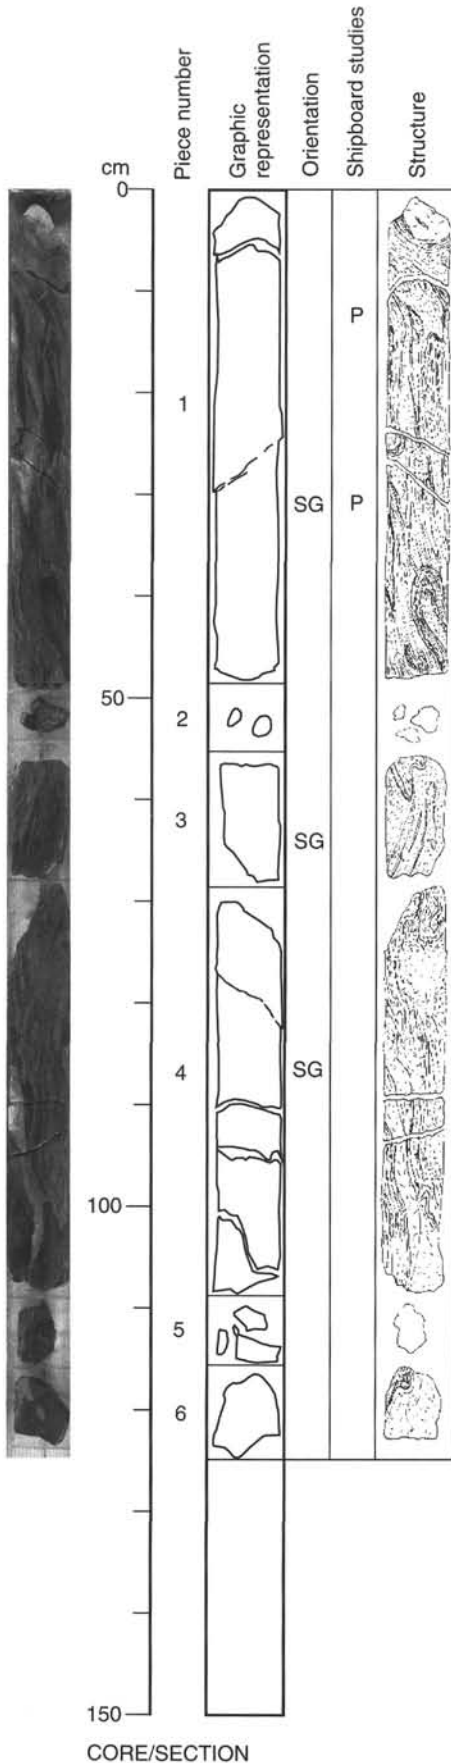 cm
Piece number
Graphic
representation
Orientation
Shipboard studies
Structure
0
P
1
SG P
50
2
3 SG
4 SG
100
5
6
150
CORE/SECTION